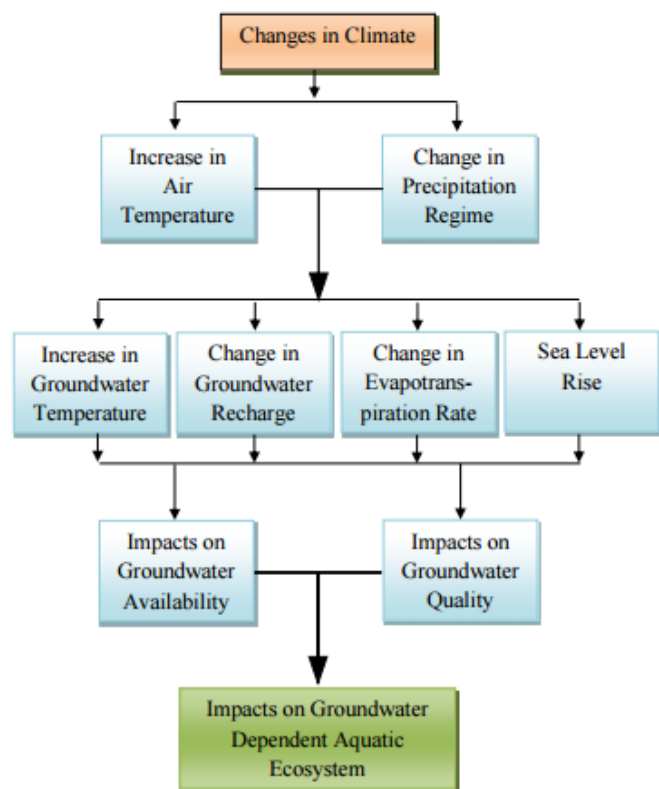 Changes in Climate
Increase in
Air
Temperature
Change in
Precipitation
Regime
Increase in
Groundwater
Temperature
Change in
Groundwater
Recharge
Change in
Evapotrans-
piration Rate
Sea Level
Rise
Impacts on
Groundwater
Availability
Impacts on
Groundwater
Quality
Impacts on Groundwater
Dependent Aquatic
Ecosystem